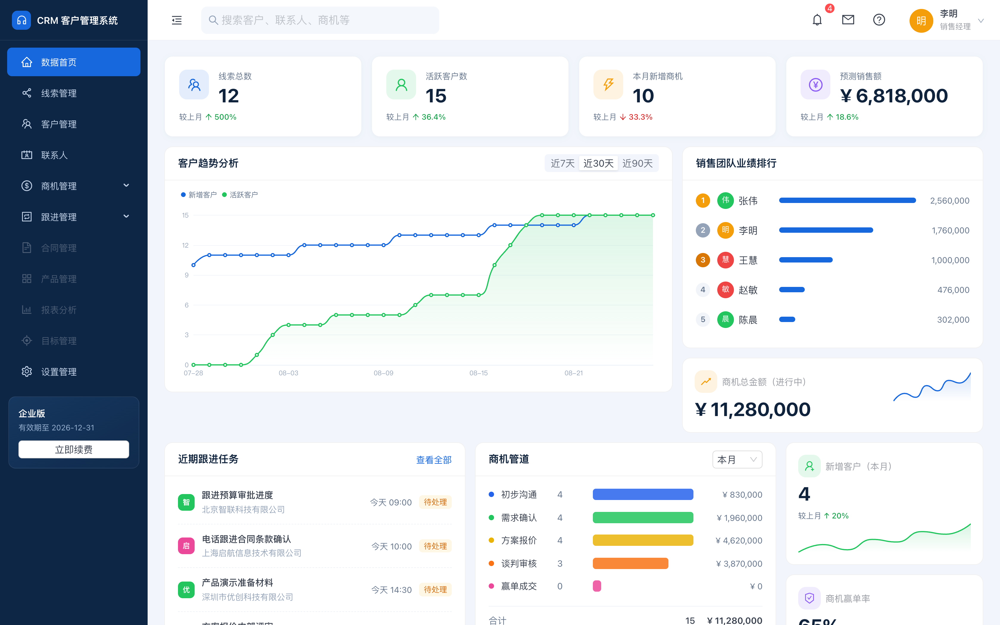 CRM 客户管理系统
数据首页
线索管理
客户管理
联系人
商机管理
跟进管理
合同管理
产品管理
报表分析
目标管理
设置管理
企业版
有效期至 2026-12-31
立即续费
搜索客户、联系人、商机等
4
明
李明
销售经理
线索总数
12
较上月 ↑ 500%
活跃客户数
15
较上月 ↑ 36.4%
本月新增商机
10
较上月 ↓ 33.3%
预测销售额
¥ 6,818,000
较上月 ↑ 18.6%
客户趋势分析
近7天 近30天 近90天
新增客户 活跃客户
15
12
9
6
3
0
07-28 08-03 08-09 08-15 08-21
销售团队业绩排行
1 伟 张伟 2,560,000
2 明 李明 1,760,000
3 慧 王慧 1,000,000
4 敏 赵敏 476,000
5 晨 陈晨 302,000
商机总金额（进行中）
¥ 11,280,000
近期跟进任务 查看全部
智 跟进预算审批进度 今天 09:00 待处理
北京智联科技有限公司
启 电话跟进合同条款确认 今天 10:00 待处理
上海启航信息技术有限公司
优 产品演示准备材料 今天 14:30 待处理
深圳市优创科技有限公司
商机管道 本月
初步沟通 4 ¥ 830,000
需求确认 4 ¥ 1,960,000
方案报价 4 ¥ 4,620,000
谈判审核 3 ¥ 3,870,000
赢单成交 0 ¥ 0
合计 15 ¥ 11,280,000
新增客户（本月）
4
较上月 ↑ 20%
商机赢单率
65%